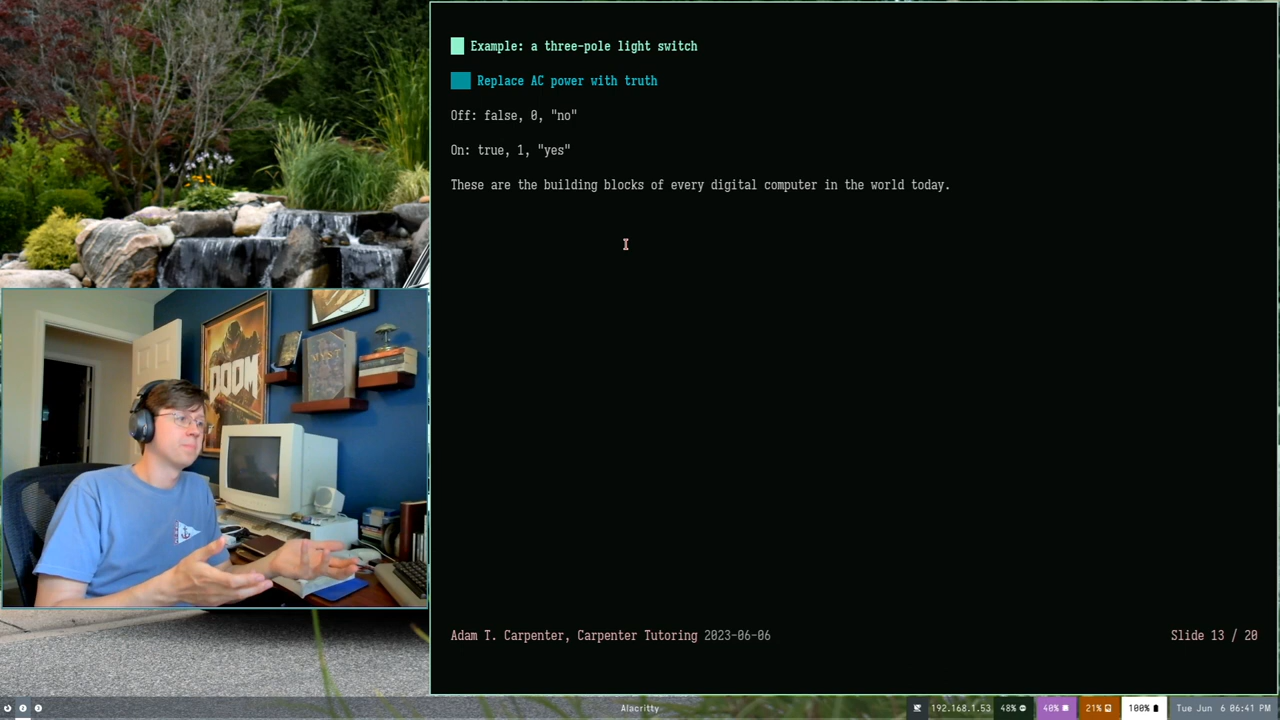 Example: a three-pole light switch
Replace AC power with truth
Off: false, 0, "no"
On: true, 1, "yes"
These are the building blocks of every digital computer in the world today.
DOOM
MYST
Adam T. Carpenter, Carpenter Tutoring 2023-06-06
Slide 13 / 20
Alacritty
192.168.1.53
48%
40%
21%
100%
Tue Jun 6 06:41 PM